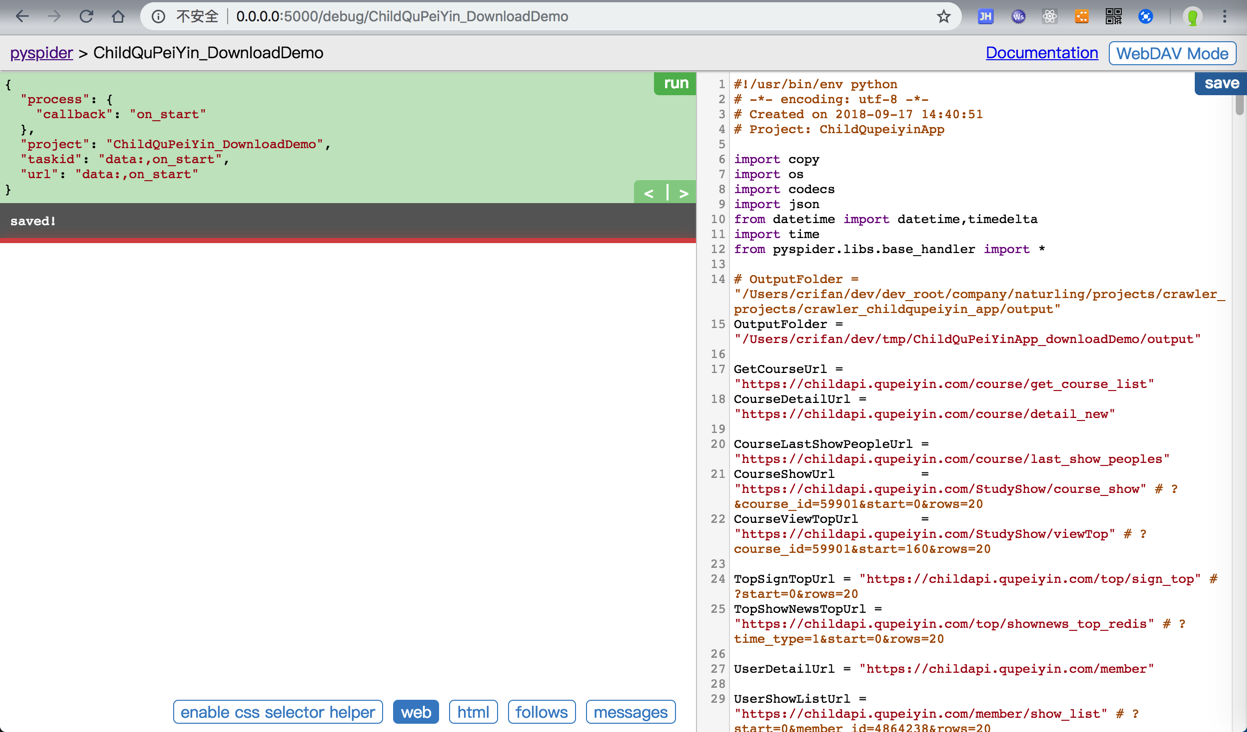 不安全 | 0.0.0.0:5000/debug/ChildQuPeiYin_DownloadDemo
JH
Ws
pyspider > ChildQuPeiYin_DownloadDemo
Documentation
WebDAV Mode
{
"process": {
"callback": "on_start"
},
"project": "ChildQuPeiYin_DownloadDemo",
"taskid": "data:,on_start",
"url": "data:,on_start"
}
run
< | >
saved!
enable css selector helper
web
html
follows
messages
save
1 #!/usr/bin/env python
2 # -*- encoding: utf-8 -*-
3 # Created on 2018-09-17 14:40:51
4 # Project: ChildQupeiyinApp
5
6 import copy
7 import os
8 import codecs
9 import json
10 from datetime import datetime,timedelta
11 import time
12 from pyspider.libs.base_handler import *
13
14 # OutputFolder =
"/Users/crifan/dev/dev_root/company/naturling/projects/crawler_
projects/crawler_childqupeiyin_app/output"
15 OutputFolder =
"/Users/crifan/dev/tmp/ChildQuPeiYinApp_downloadDemo/output"
16
17 GetCourseUrl =
"https://childapi.qupeiyin.com/course/get_course_list"
18 CourseDetailUrl =
"https://childapi.qupeiyin.com/course/detail_new"
19
20 CourseLastShowPeopleUrl =
"https://childapi.qupeiyin.com/course/last_show_peoples"
21 CourseShowUrl =
"https://childapi.qupeiyin.com/StudyShow/course_show" # ?
&course_id=59901&start=0&rows=20
22 CourseViewTopUrl =
"https://childapi.qupeiyin.com/StudyShow/viewTop" # ?
course_id=59901&start=160&rows=20
23
24 TopSignTopUrl = "https://childapi.qupeiyin.com/top/sign_top" #
?start=0&rows=20
25 TopShowNewsTopUrl =
"https://childapi.qupeiyin.com/top/shownews_top_redis" # ?
time_type=1&start=0&rows=20
26
27 UserDetailUrl = "https://childapi.qupeiyin.com/member"
28
29 UserShowListUrl =
"https://childapi.qupeiyin.com/member/show_list" # ?
start=0&member_id=4864238&rows=20